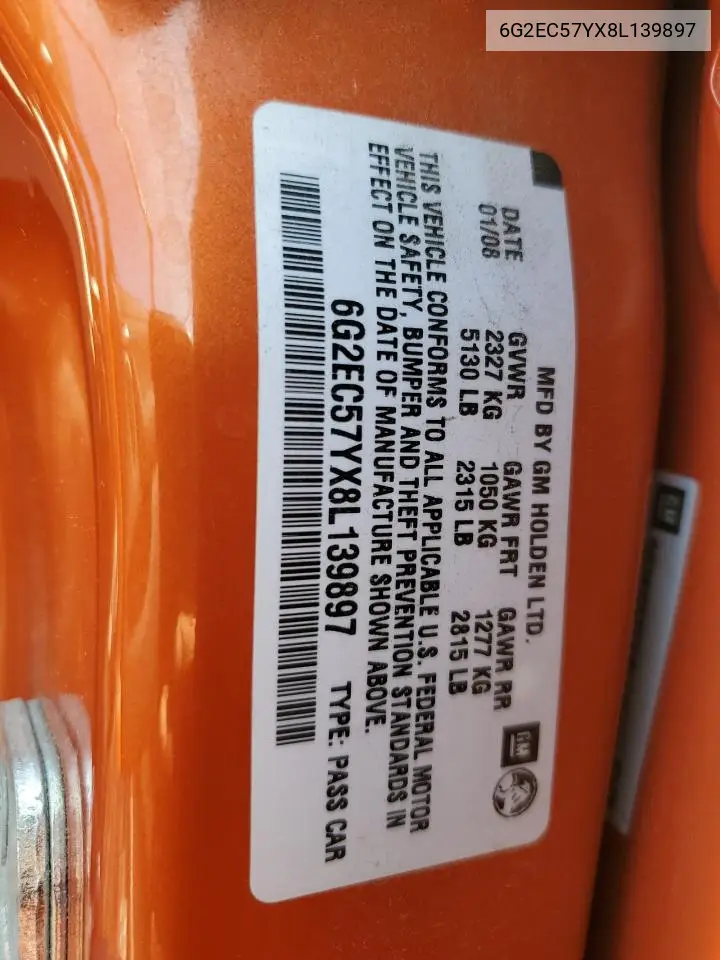 6G2EC57YX8L139897
MFD BY GM HOLDEN LTD.
DATE GVWR GAWR FRT GAWR RR
01/08 2327 KG 1050 KG 1277 KG
5130 LB 2315 LB 2815 LB
GM
THIS VEHICLE CONFORMS TO ALL APPLICABLE U.S. FEDERAL MOTOR
VEHICLE SAFETY, BUMPER AND THEFT PREVENTION STANDARDS IN
EFFECT ON THE DATE OF MANUFACTURE SHOWN ABOVE.
6G2EC57YX8L139897 TYPE: PASS CAR
GM